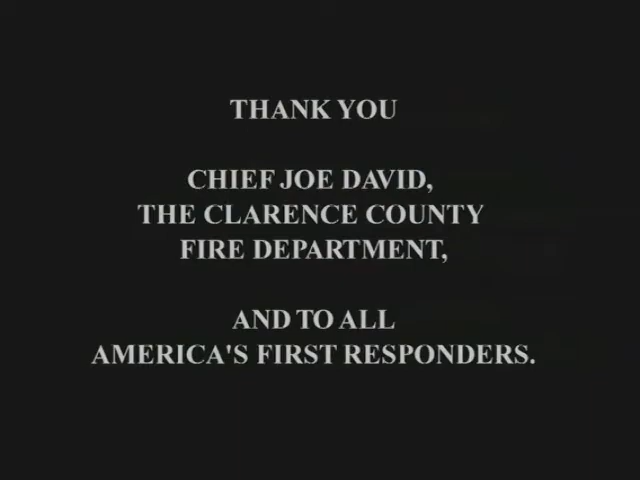 THANK YOU
CHIEF JOE DAVID,
THE CLARENCE COUNTY
FIRE DEPARTMENT,
AND TO ALL
AMERICA'S FIRST RESPONDERS.